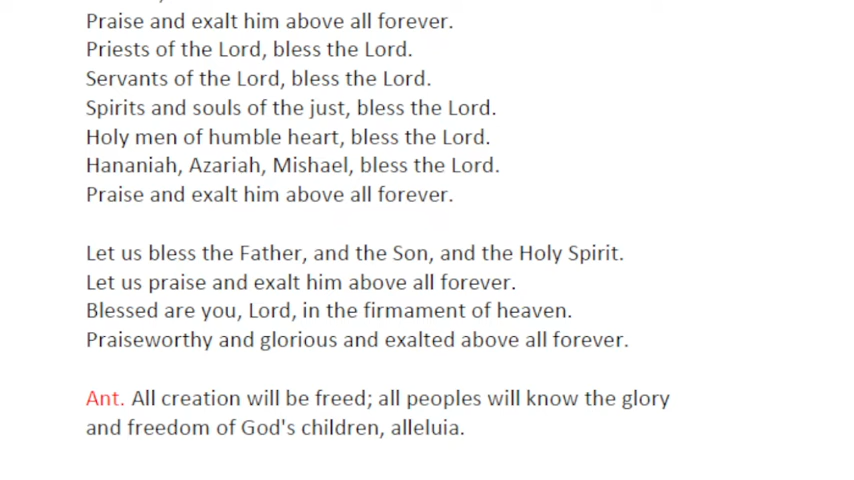 Praise and exalt him above all forever.
Priests of the Lord, bless the Lord.
Servants of the Lord, bless the Lord.
Spirits and souls of the just, bless the Lord.
Holy men of humble heart, bless the Lord.
Hananiah, Azariah, Mishael, bless the Lord.
Praise and exalt him above all forever.
Let us bless the Father, and the Son, and the Holy Spirit.
Let us praise and exalt him above all forever.
Blessed are you, Lord, in the firmament of heaven.
Praiseworthy and glorious and exalted above all forever.
Ant. All creation will be freed; all peoples will know the glory
and freedom of God's children, alleluia.